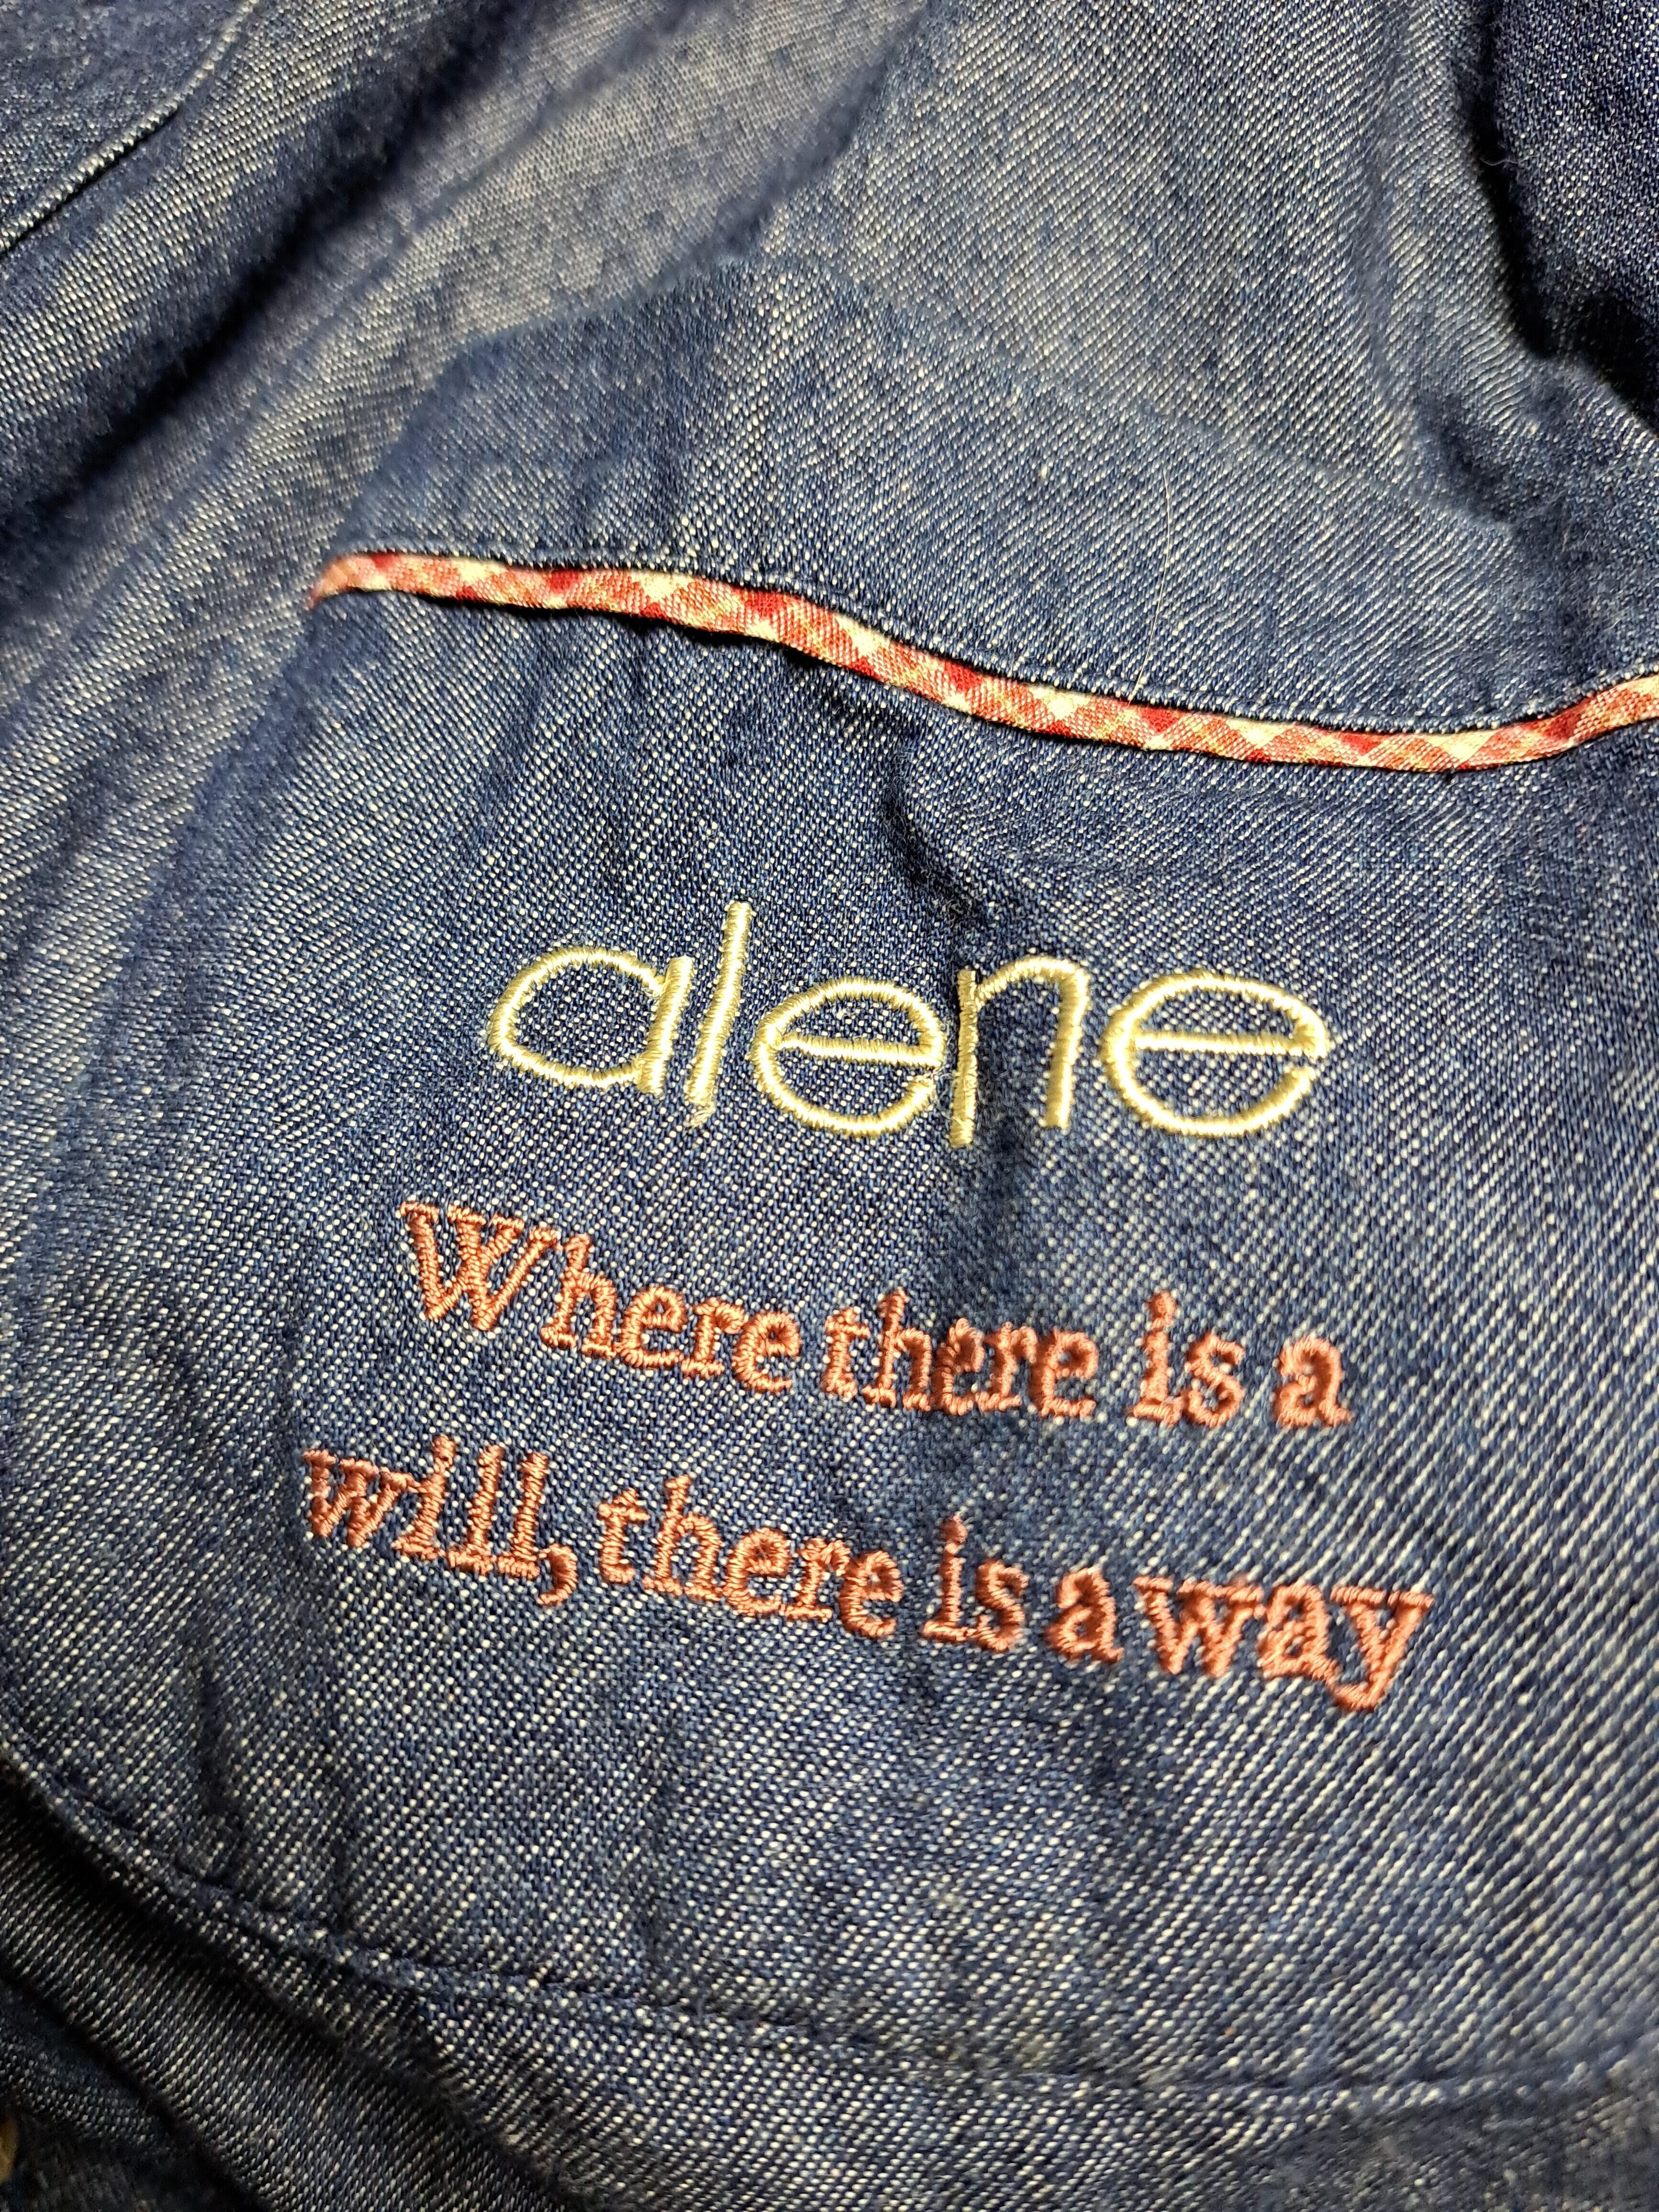 alene
Where there is a
will, there is a way